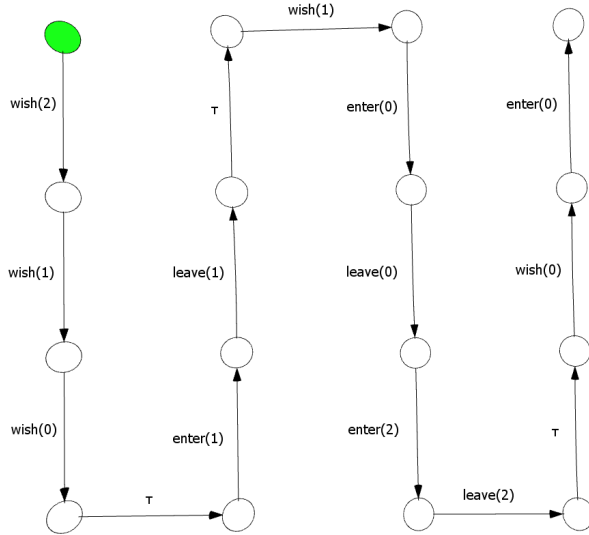 wish(2)
wish(1)
wish(0)
τ
enter(1)
leave(1)
τ
wish(1)
enter(0)
leave(0)
enter(2)
leave(2)
τ
wish(0)
enter(0)